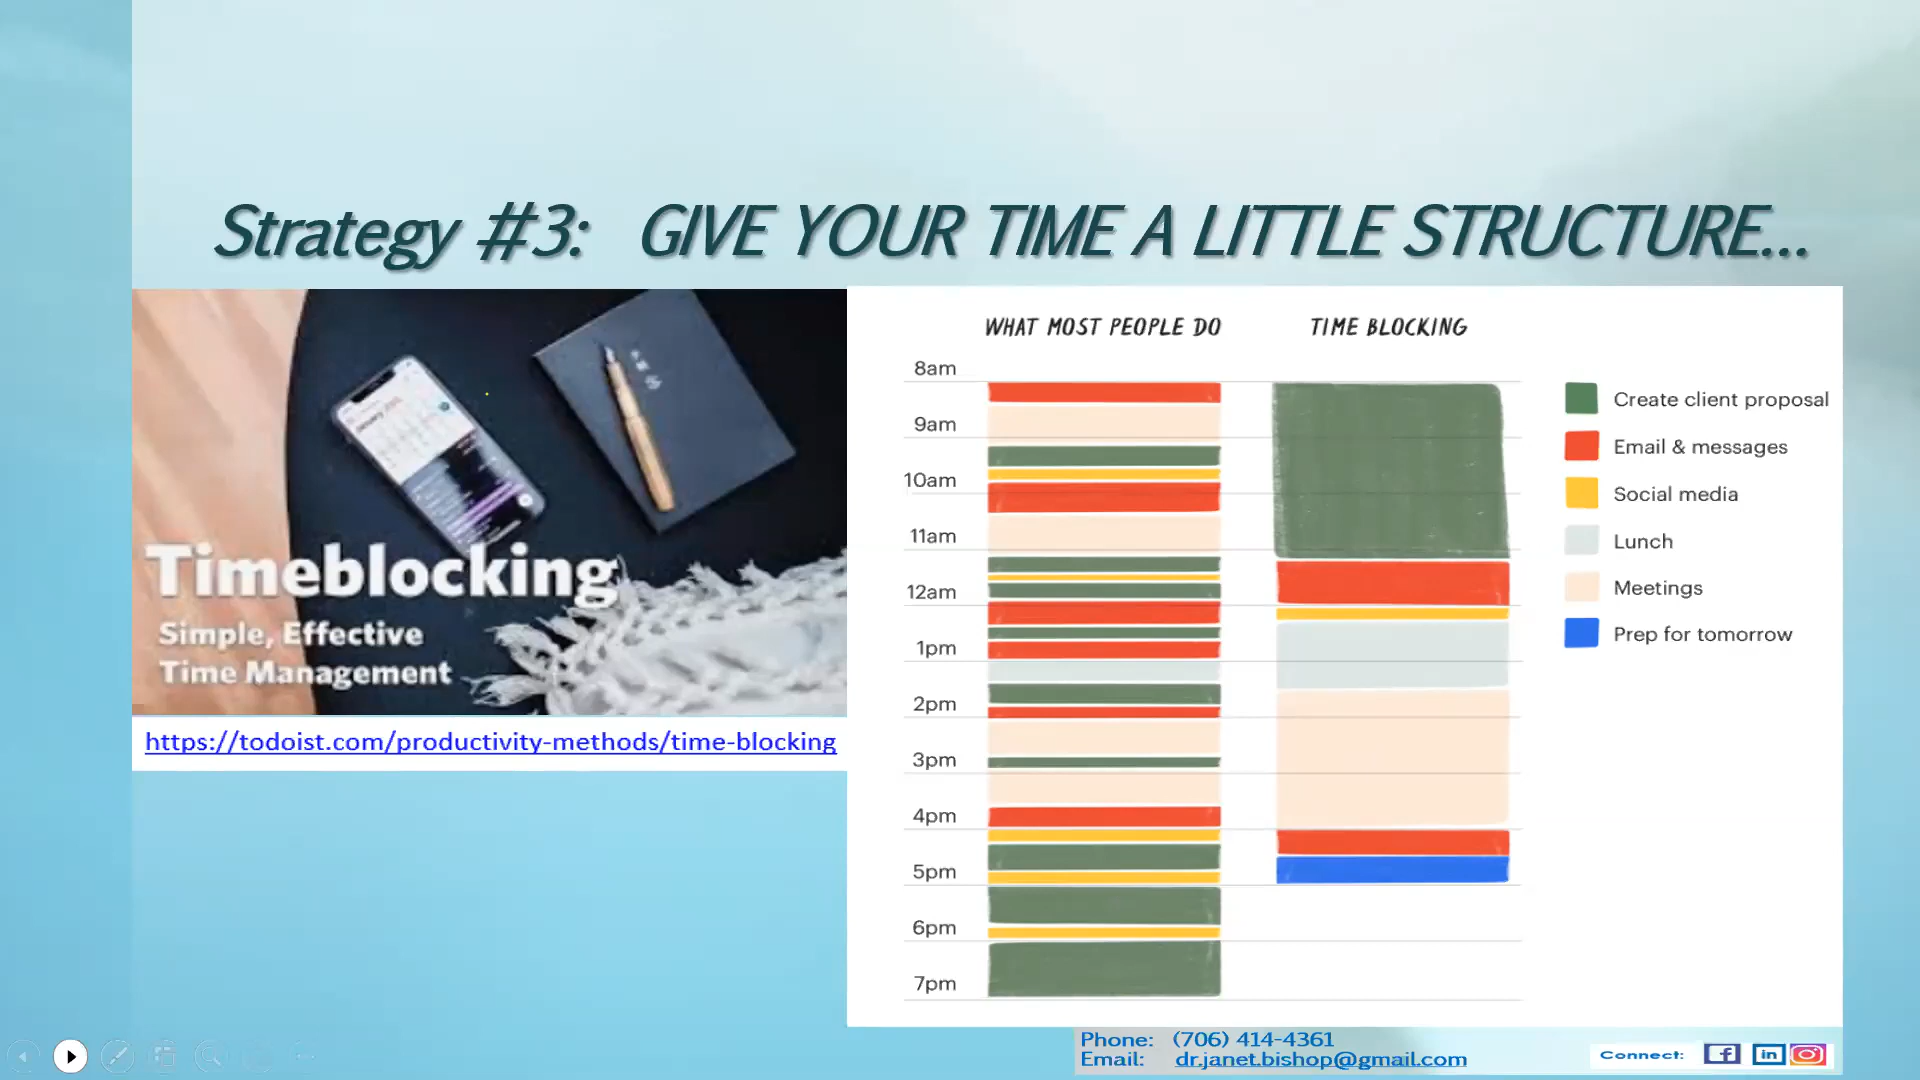 Strategy #3: GIVE YOUR TIME A LITTLE STRUCTURE...
Timeblocking
Simple, Effective
Time Management
https://todoist.com/productivity-methods/time-blocking
WHAT MOST PEOPLE DO
TIME BLOCKING
8am
9am
10am
11am
12am
1pm
2pm
3pm
4pm
5pm
6pm
7pm
Create client proposal
Email & messages
Social media
Lunch
Meetings
Prep for tomorrow
Phone: (706) 414-4361
Email: dr.janet.bishop@gmail.com
Connect: